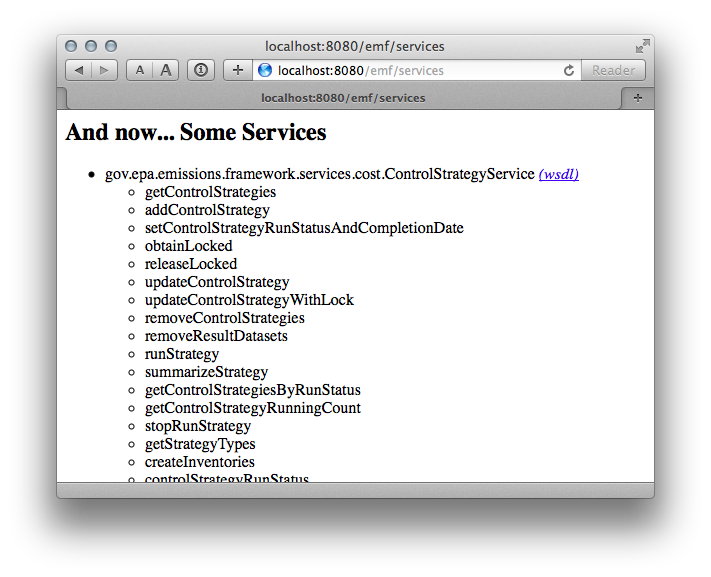 localhost:8080/emf/services
A A
localhost:8080/emf/services
Reader
localhost:8080/emf/services
And now... Some Services
gov.epa.emissions.framework.services.cost.ControlStrategyService (wsdl)
getControlStrategies
addControlStrategy
setControlStrategyRunStatusAndCompletionDate
obtainLocked
releaseLocked
updateControlStrategy
updateControlStrategyWithLock
removeControlStrategies
removeResultDatasets
runStrategy
summarizeStrategy
getControlStrategiesByRunStatus
getControlStrategyRunningCount
stopRunStrategy
getStrategyTypes
createInventories
controlStrategyRunStatus